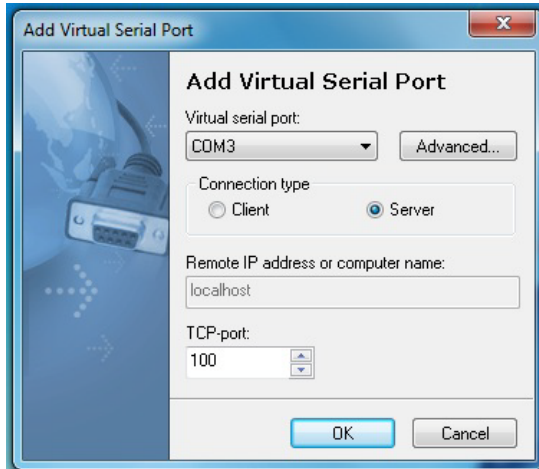 Add Virtual Serial Port
Add Virtual Serial Port
Virtual serial port:
COM3
Advanced...
Connection type
Client
Server
Remote IP address or computer name:
localhost
TCP-port:
100
OK
Cancel